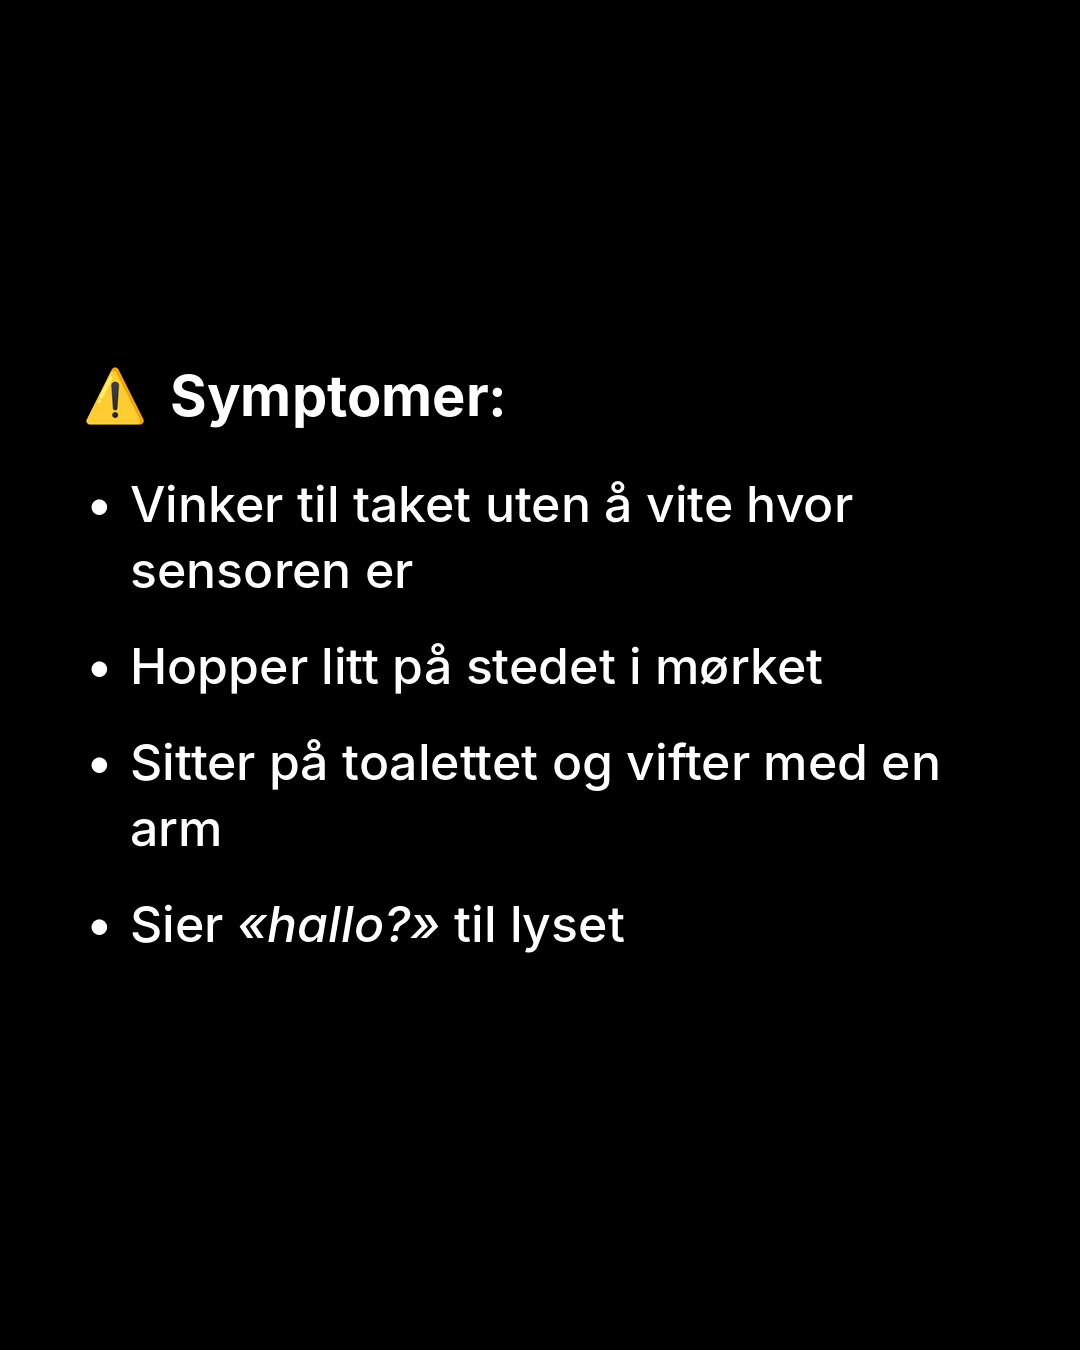 ⚠️ Symptomer:
• Vinker til taket uten å vite hvor
sensoren er
• Hopper litt på stedet i mørket
• Sitter på toalettet og vifter med en
arm
• Sier «hallo?» til lyset